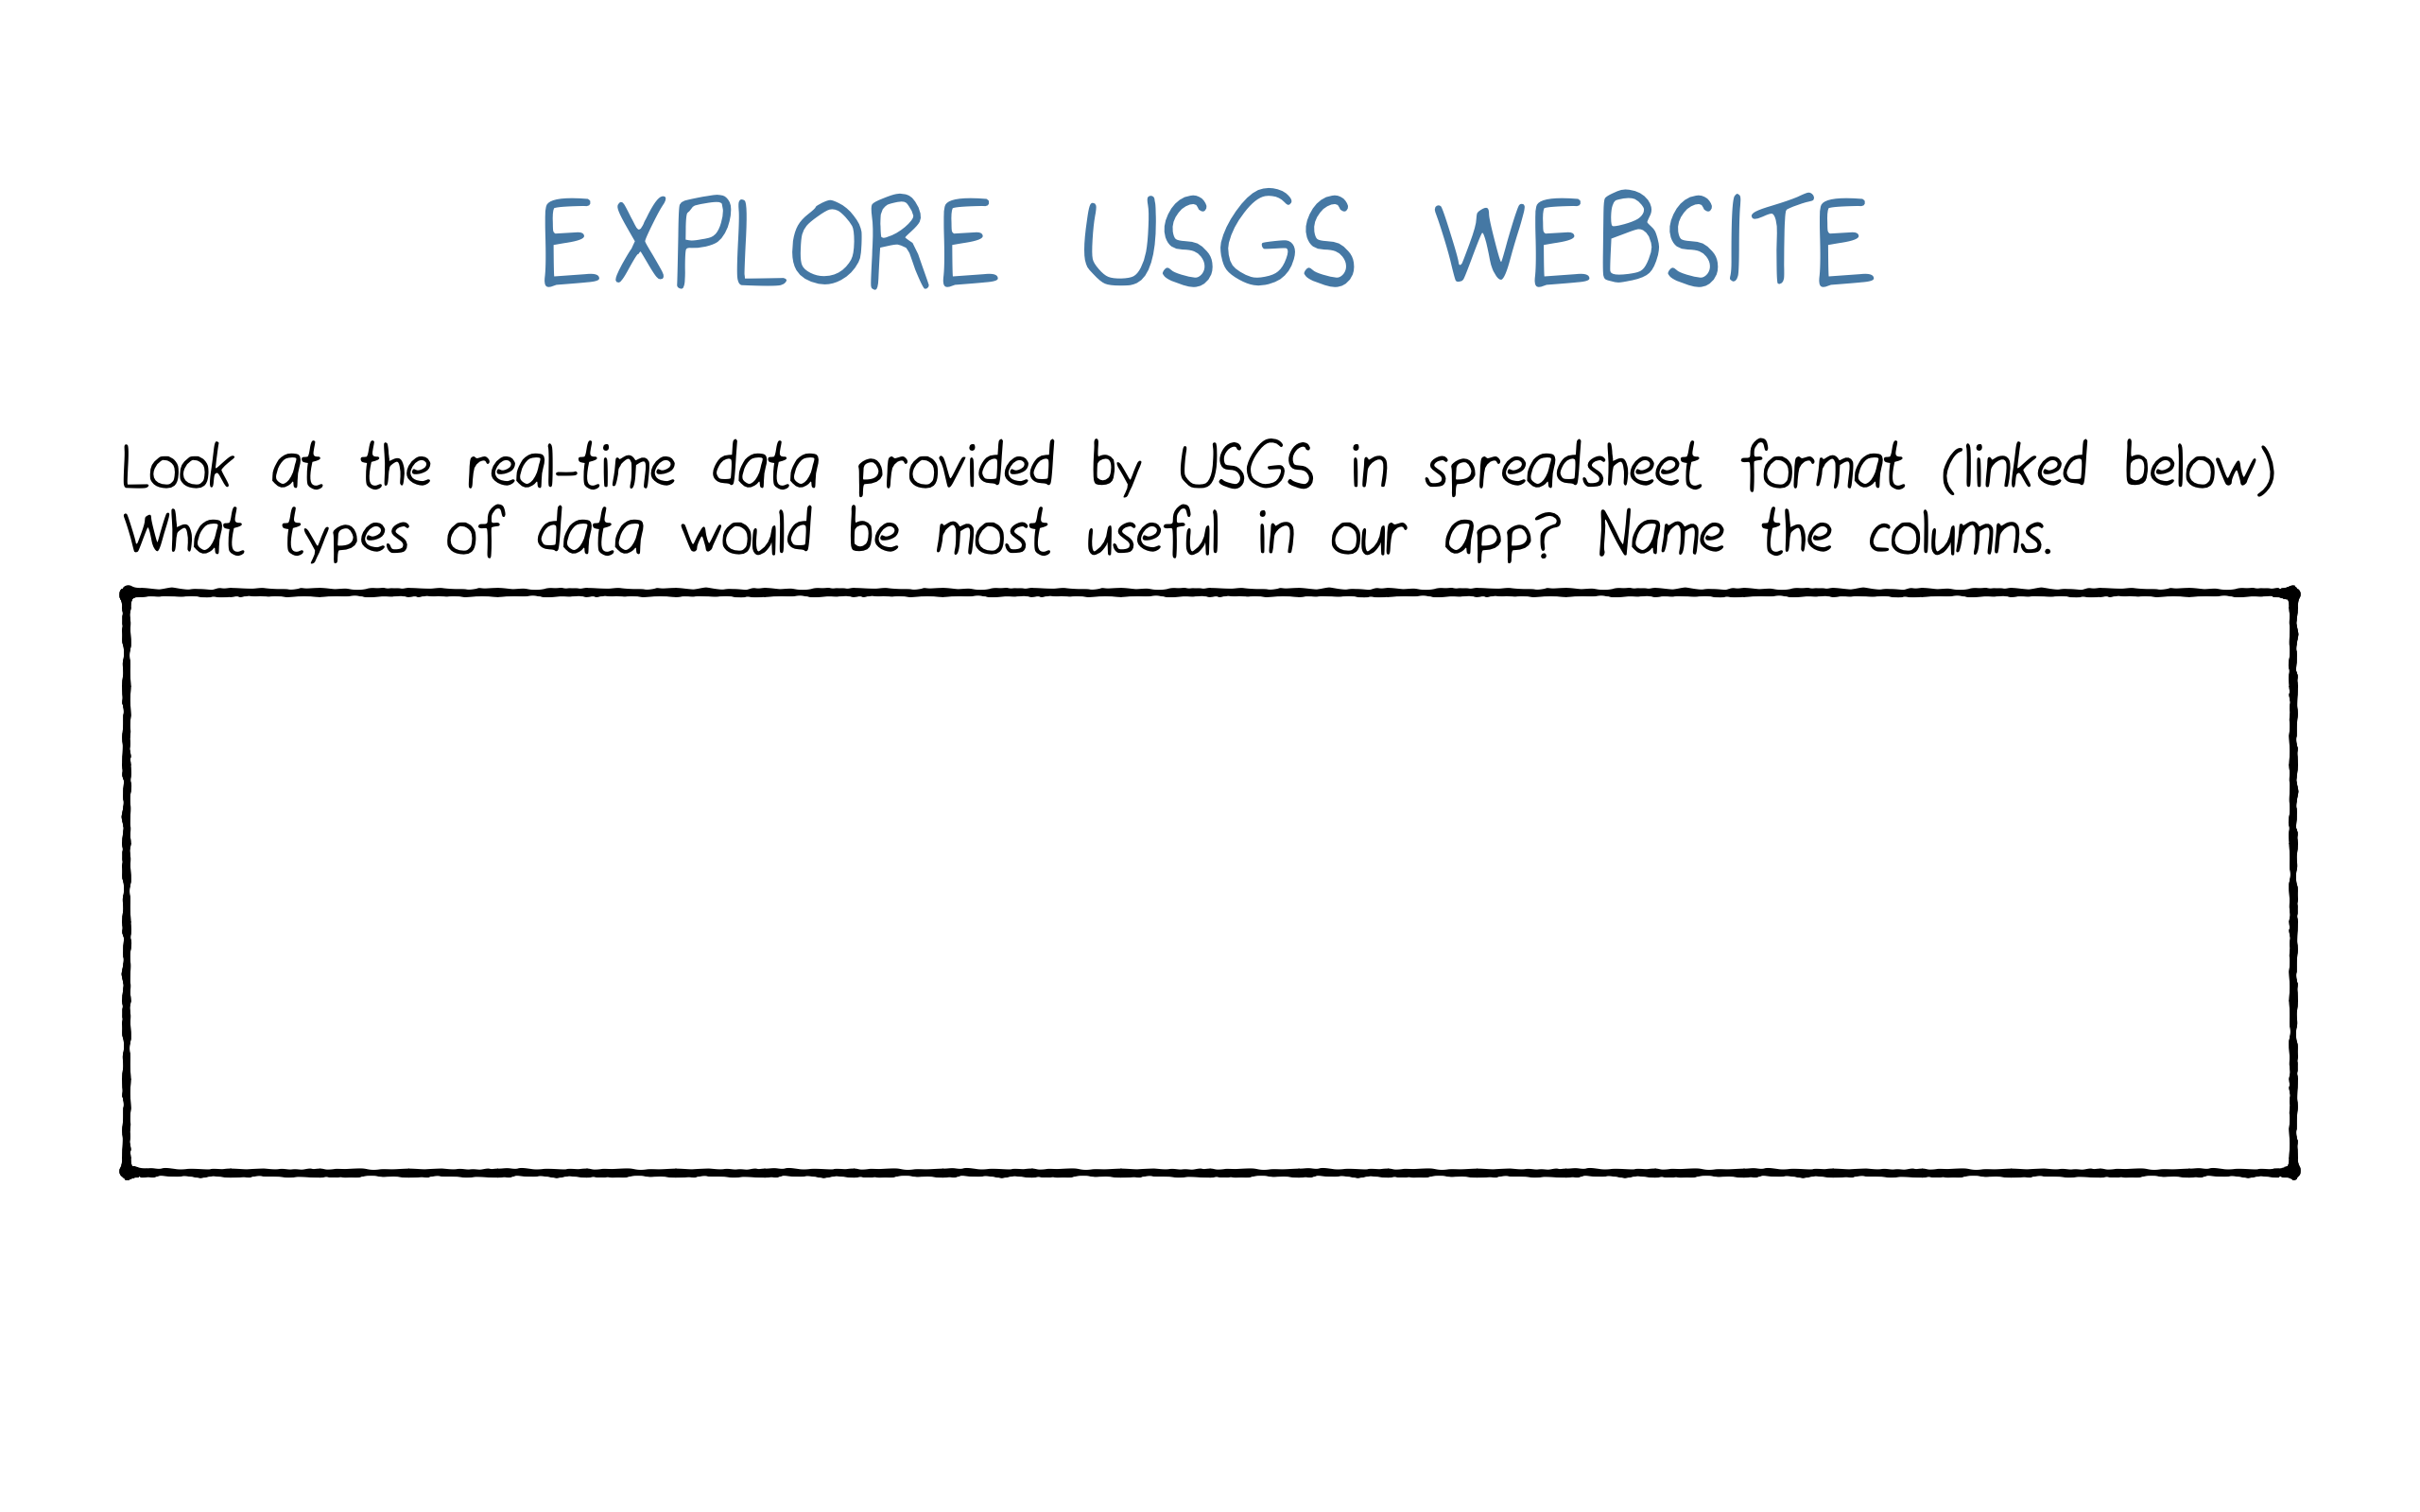 EXPLORE USGS WEBSITE
Look at the real-time data provided by USGS in spreadsheet format (linked below)
What types of data would be most useful in our app? Name the columns.